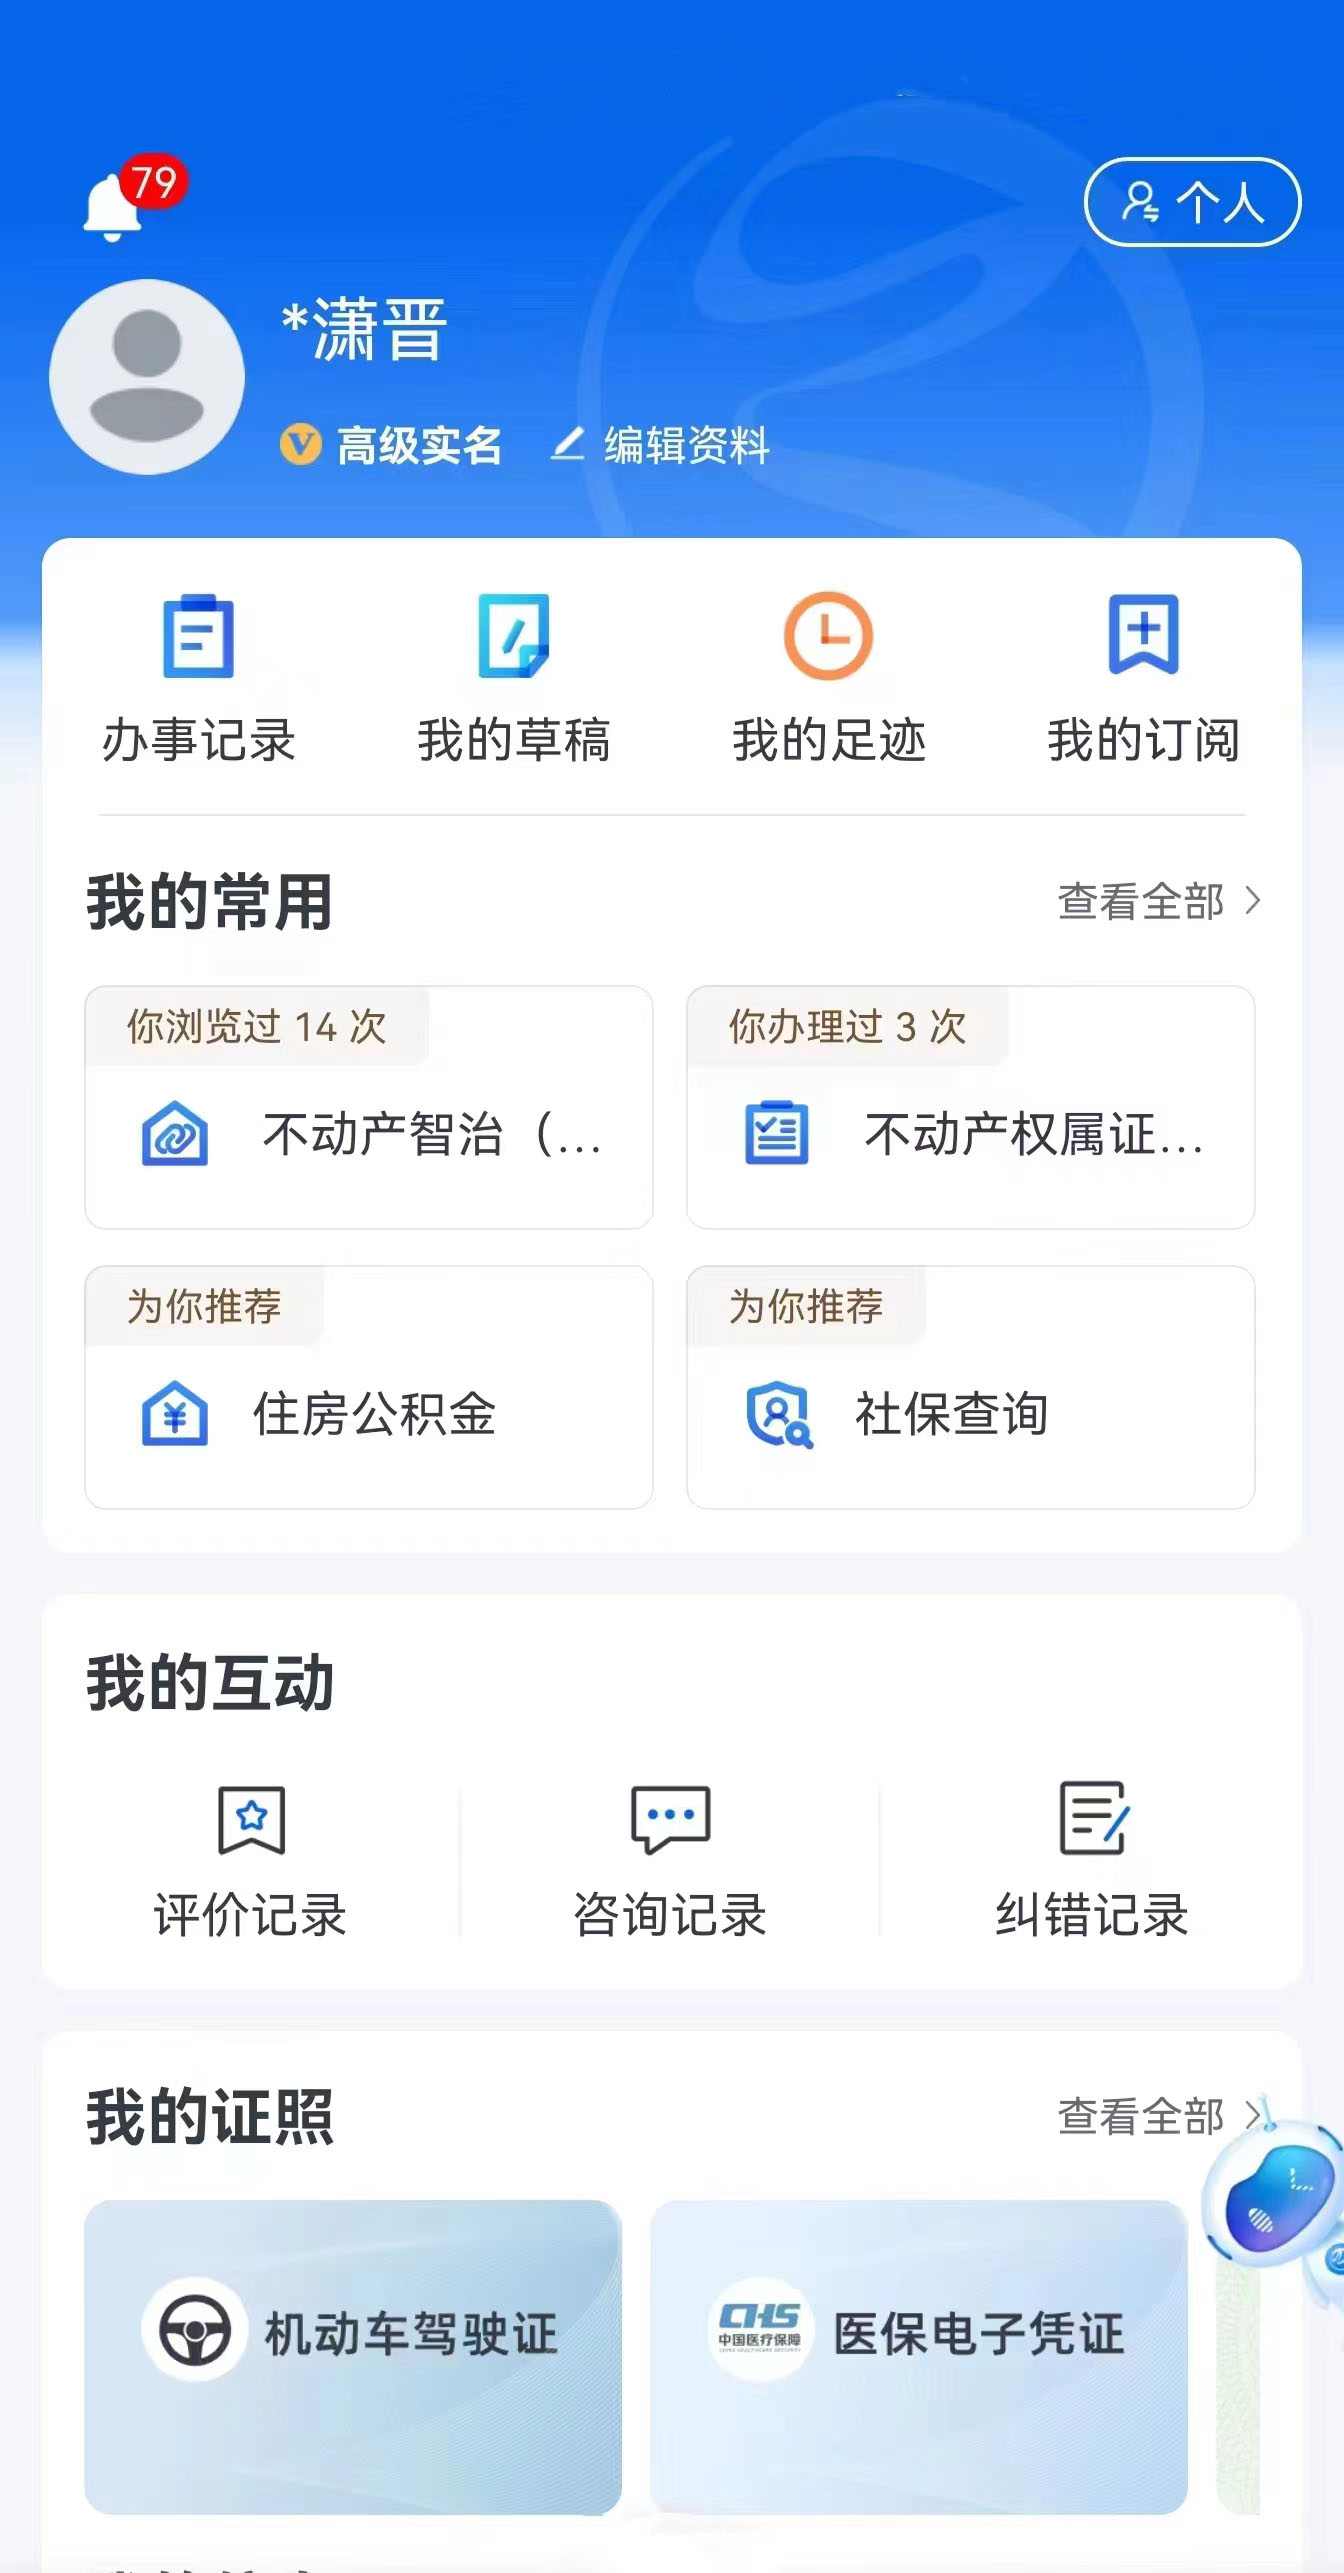 79
个人
*潇晋
高级实名 编辑资料
办事记录 我的草稿 我的足迹 我的订阅
我的常用 查看全部
你浏览过 14 次 你办理过 3 次
不动产智治（... 不动产权属证...
为你推荐 为你推荐
住房公积金 社保查询
我的互动
评价记录 咨询记录 纠错记录
我的证照 查看全部
机动车驾驶证 CHS 中国医疗保障 医保电子凭证